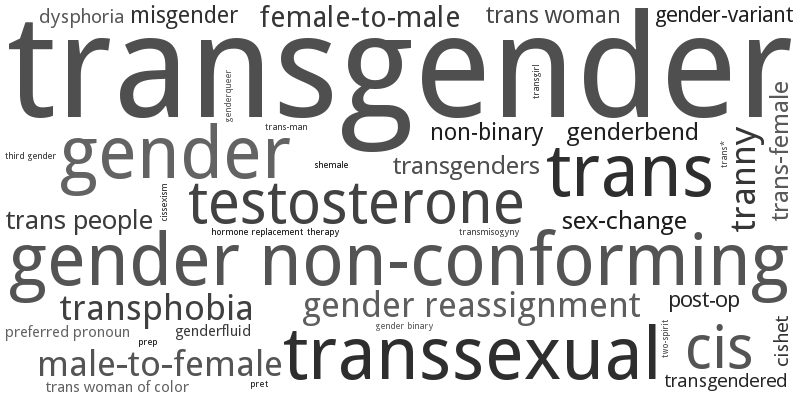 dysphoria
misgender
female-to-male
trans woman
gender-variant
transgender
genderqueer
transgirl
trans-man
non-binary
genderbend
third gender
gender
shemale
transgenders
trans
trans*
tranny
trans-female
cissexism
testosterone
trans people
hormone replacement therapy
transmisogyny
sex-change
gender non-conforming
transphobia
gender reassignment
post-op
preferred pronoun
genderfluid
gender binary
prep
transsexual
two-spirit
cis
cishet
male-to-female
trans woman of color
pret
transgendered